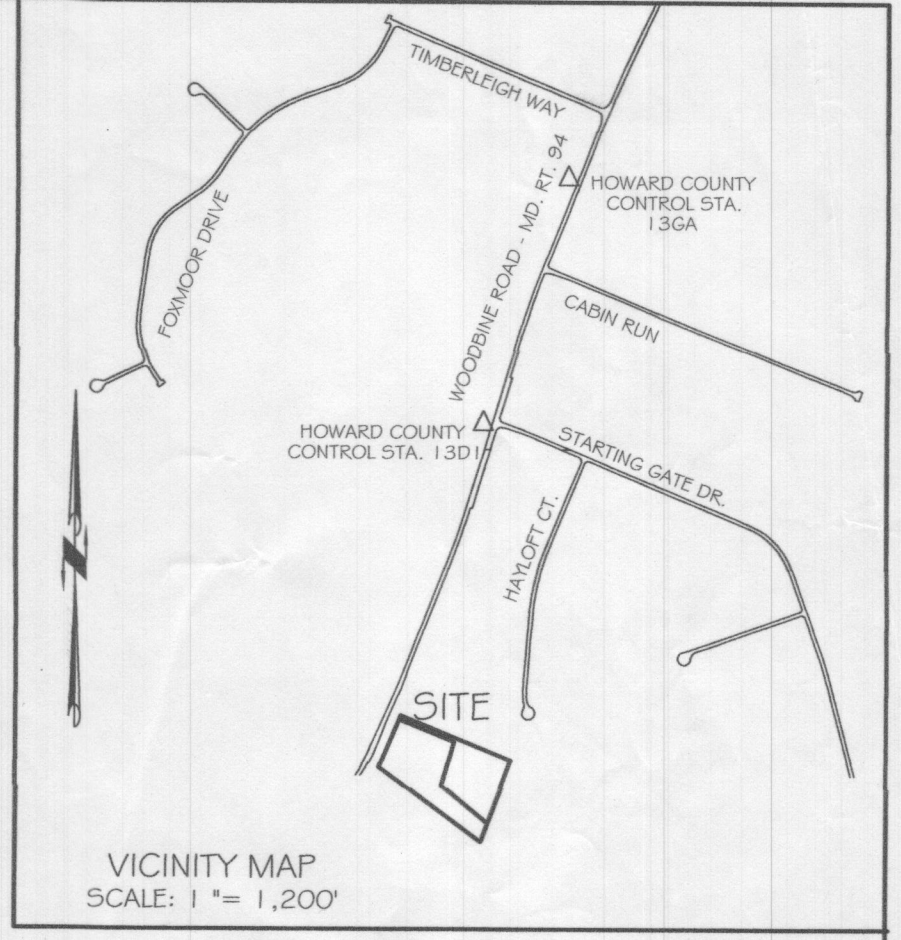 TIMBERLEIGH WAY
WOODBINE ROAD - MD. RT. 94
HOWARD COUNTY
CONTROL STA.
13GA
FOXMOOR DRIVE
CABIN RUN
HOWARD COUNTY
CONTROL STA. 13D1
STARTING GATE DR.
HAYLOFT CT.
SITE
VICINITY MAP
SCALE: 1 "= 1,200'